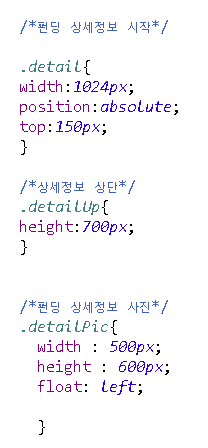 /*펀딩 상세정보 시작*/
.detail{
width:1024px;
position:absolute;
top:150px;
}
/*상세정보 상단*/
.detailUp{
height:700px;
}
/*펀딩 상세정보 사진*/
.detailPic{
width : 500px;
height : 600px;
float: left;
}